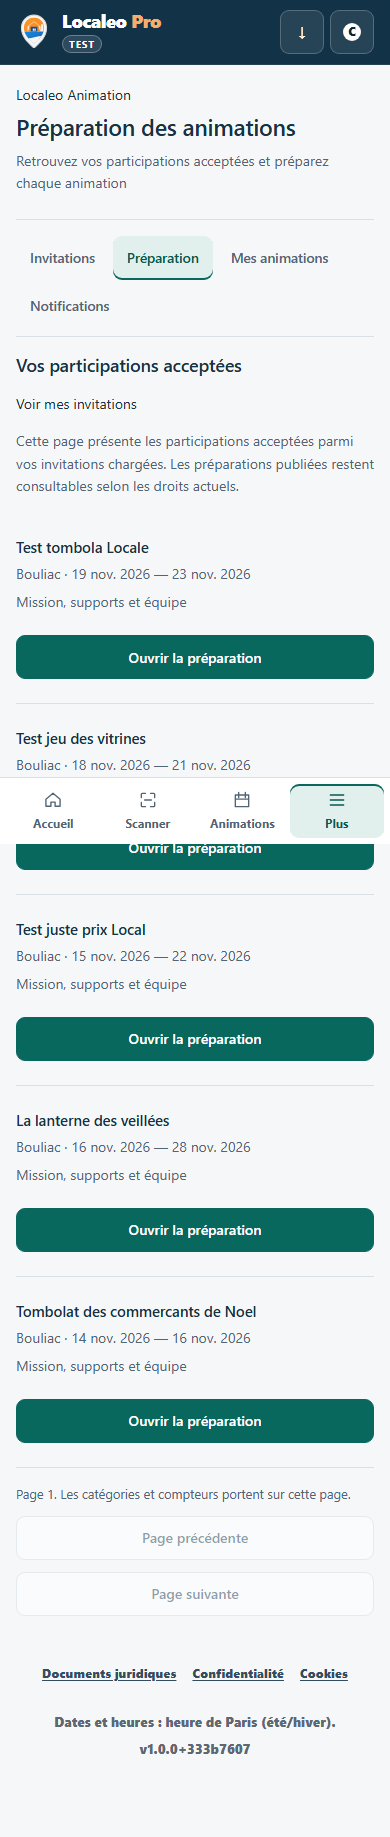 Localeo Pro
TEST
↓
C
Localeo Animation
Préparation des animations
Retrouvez vos participations acceptées et préparez
chaque animation
Invitations
Préparation
Mes animations
Notifications
Vos participations acceptées
Voir mes invitations
Cette page présente les participations acceptées parmi
vos invitations chargées. Les préparations publiées restent
consultables selon les droits actuels.
Test tombola Locale
Bouliac · 19 nov. 2026 — 23 nov. 2026
Mission, supports et équipe
Ouvrir la préparation
Test jeu des vitrines
Bouliac · 18 nov. 2026 — 21 nov. 2026
Accueil
Scanner
Animations
Plus
Ouvrir la préparation
Test juste prix Local
Bouliac · 15 nov. 2026 — 22 nov. 2026
Mission, supports et équipe
Ouvrir la préparation
La lanterne des veillées
Bouliac · 16 nov. 2026 — 28 nov. 2026
Mission, supports et équipe
Ouvrir la préparation
Tombolat des commercants de Noel
Bouliac · 14 nov. 2026 — 16 nov. 2026
Mission, supports et équipe
Ouvrir la préparation
Page 1. Les catégories et compteurs portent sur cette page.
Page précédente
Page suivante
Documents juridiques Confidentialité Cookies
Dates et heures : heure de Paris (été/hiver).
v1.0.0+333b7607